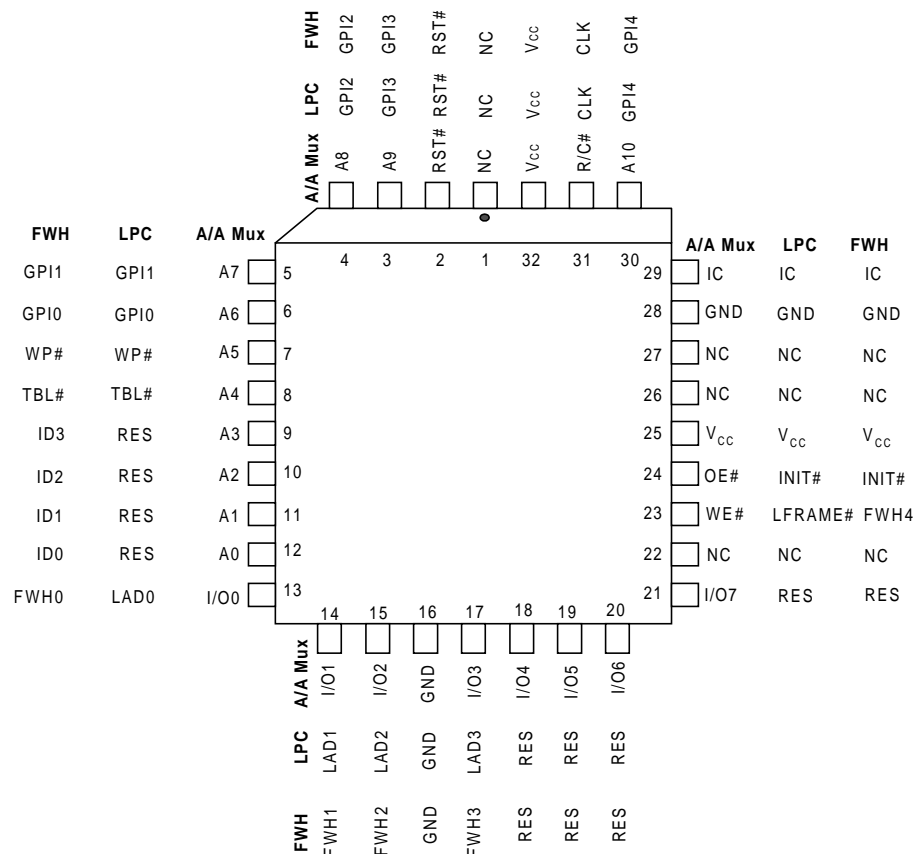 FWH GPI2 GPI3 RST# NC Vcc CLK GPI4
LPC GPI2 GPI3 RST# NC Vcc CLK GPI4
A/A Mux A8 A9 RST# NC Vcc R/C# A10
4 3 2 1 32 31 30
FWH LPC A/A Mux
GPI1 GPI1 A7 5
GPI0 GPI0 A6 6
WP# WP# A5 7
TBL# TBL# A4 8
ID3 RES A3 9
ID2 RES A2 10
ID1 RES A1 11
ID0 RES A0 12
FWH0 LAD0 I/O0 13
A/A Mux LPC FWH
29 IC IC IC
28 GND GND GND
27 NC NC NC
26 NC NC NC
25 VCC VCC VCC
24 OE# INIT# INIT#
23 WE# LFRAME# FWH4
22 NC NC NC
21 I/O7 RES RES
14 15 16 17 18 19 20
A/A Mux I/O1 I/O2 GND I/O3 I/O4 I/O5 I/O6
LPC LAD1 LAD2 GND LAD3 RES RES RES
FWH FWH1 FWH2 GND FWH3 RES RES RES